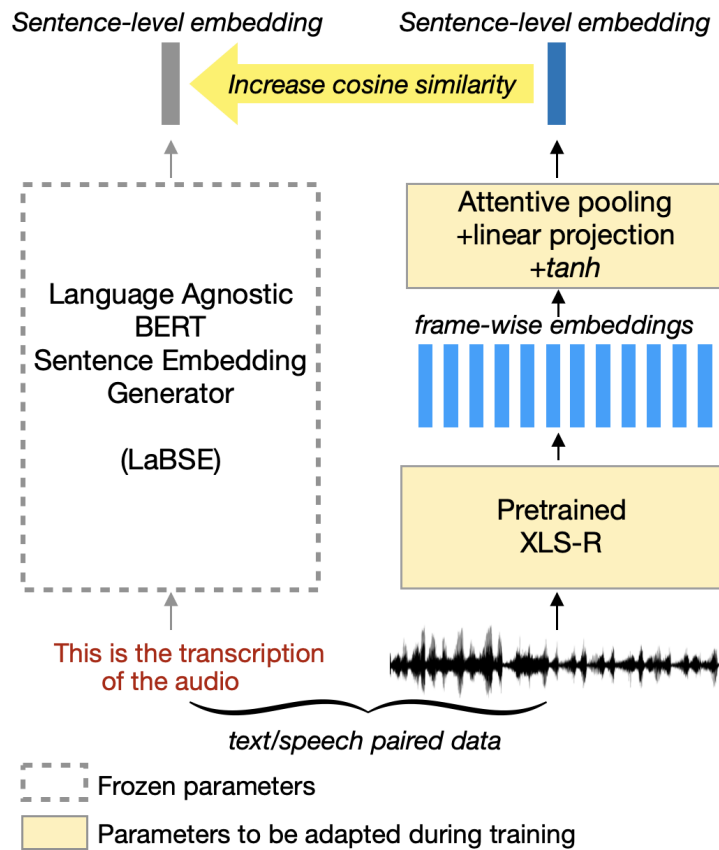 Sentence-level embedding
Sentence-level embedding
Increase cosine similarity
Language Agnostic
BERT
Sentence Embedding
Generator
(LaBSE)
Attentive pooling
+linear projection
+tanh
frame-wise embeddings
Pretrained
XLS-R
This is the transcription
of the audio
text/speech paired data
Frozen parameters
Parameters to be adapted during training